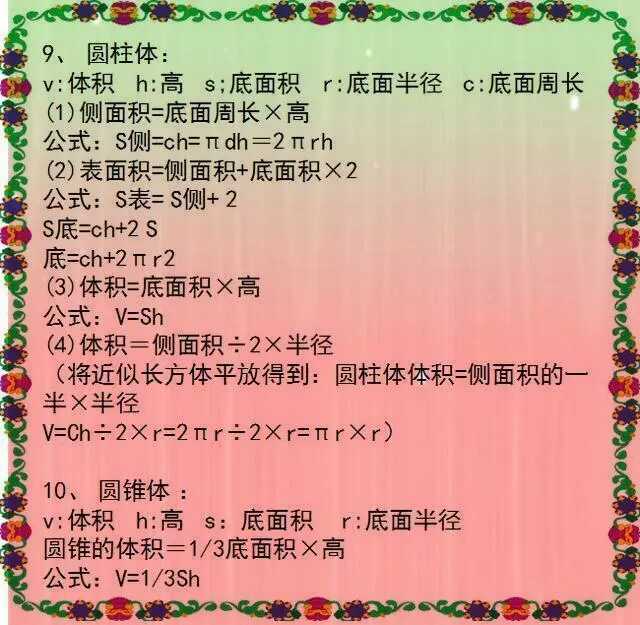 9、 圆柱体：
v:体积 h:高 s;底面积 r:底面半径 c:底面周长
(1)侧面积=底面周长×高
公式：S侧=ch=πdh＝2πrh
(2)表面积=侧面积+底面积×2
公式：S表= S侧+ 2
S底=ch+2 S
底=ch+2πr2
(3)体积=底面积×高
公式：V=Sh
(4)体积＝侧面积÷2×半径
（将近似长方体平放得到：圆柱体体积=侧面积的一
半×半径
V=Ch÷2×r=2πr÷2×r=πr×r）
10、 圆锥体 ：
v:体积 h:高 s：底面积 r:底面半径
圆锥的体积＝1/3底面积×高
公式：V=1/3Sh